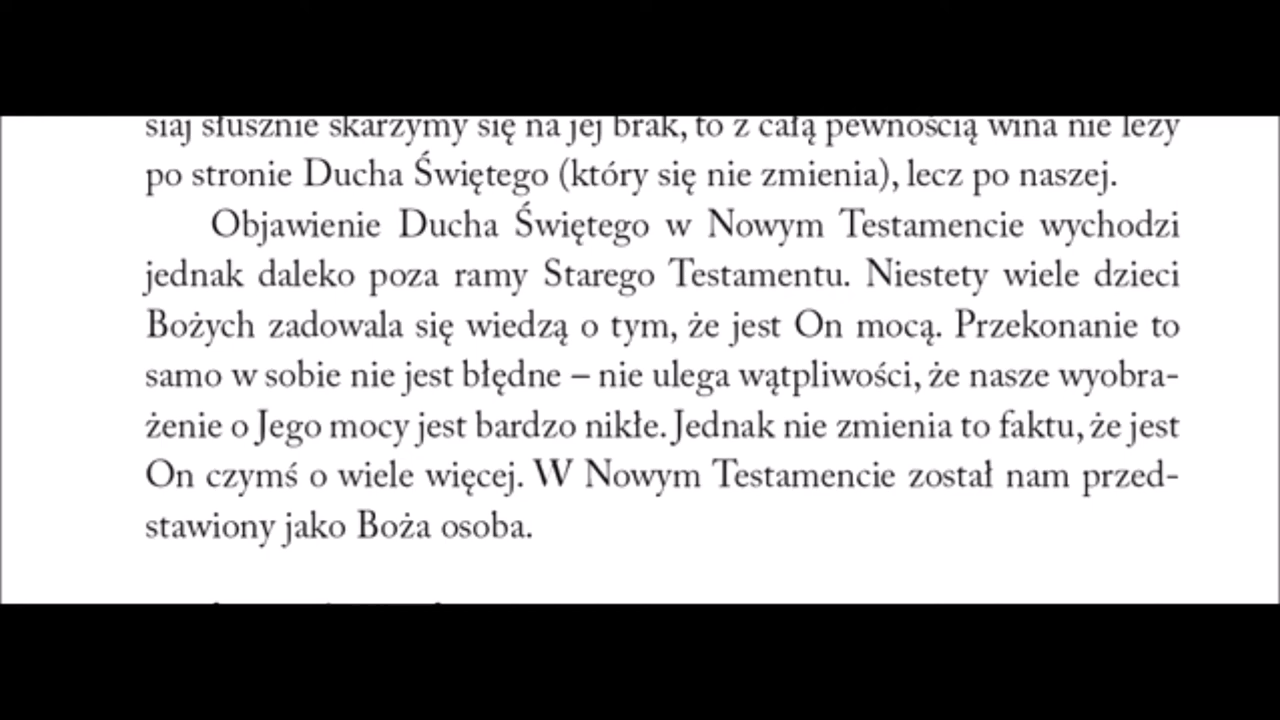 siaj słusznie skarżymy się na jej brak, to z całą pewnością wina nie leży
po stronie Ducha Świętego (który się nie zmienia), lecz po naszej.
Objawienie Ducha Świętego w Nowym Testamencie wychodzi
jednak daleko poza ramy Starego Testamentu. Niestety wiele dzieci
Bożych zadowala się wiedzą o tym, że jest On mocą. Przekonanie to
samo w sobie nie jest błędne – nie ulega wątpliwości, że nasze wyobra-
żenie o Jego mocy jest bardzo nikłe. Jednak nie zmienia to faktu, że jest
On czymś o wiele więcej. W Nowym Testamencie został nam przed-
stawiony jako Boża osoba.